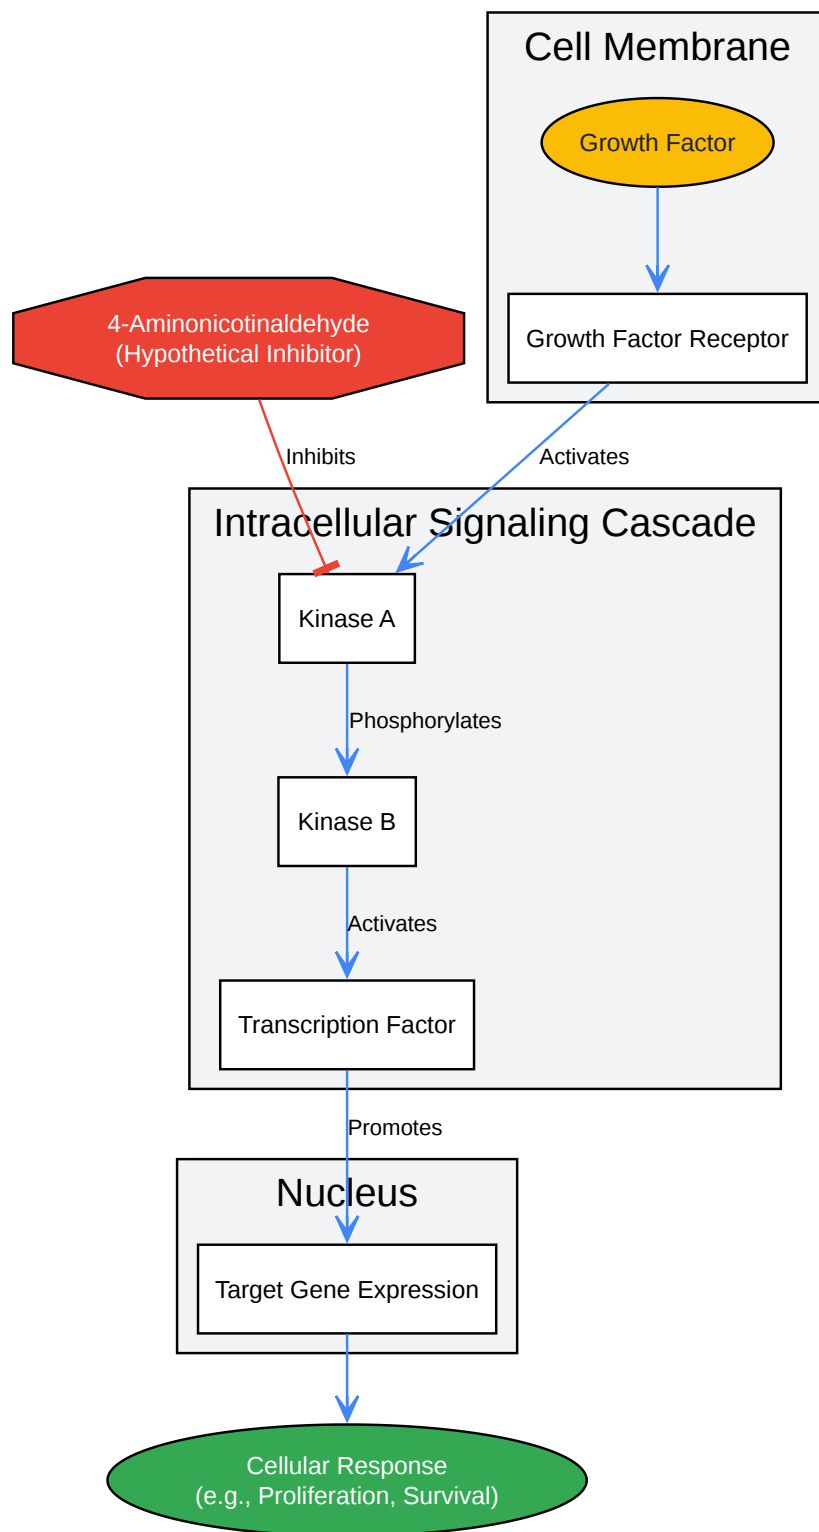 Cell Membrane
Growth Factor
4-Aminonicotinaldehyde
(Hypothetical Inhibitor)
Growth Factor Receptor
Inhibits
Activates
Intracellular Signaling Cascade
Kinase A
Phosphorylates
Kinase B
Activates
Transcription Factor
Promotes
Nucleus
Target Gene Expression
Cellular Response
(e.g., Proliferation, Survival)